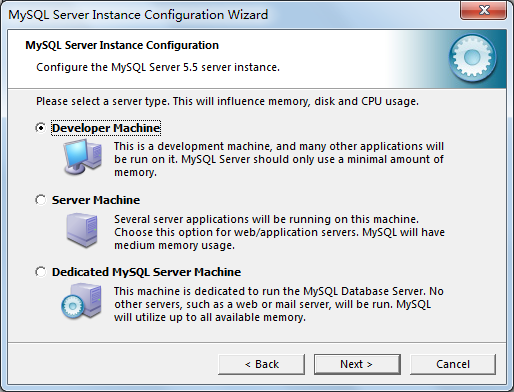 MySQL Server Instance Configuration Wizard
MySQL Server Instance Configuration
Configure the MySQL Server 5.5 server instance.
Please select a server type. This will influence memory, disk and CPU usage.
Developer Machine
This is a development machine, and many other applications will
be run on it. MySQL Server should only use a minimal amount of
memory.
Server Machine
Several server applications will be running on this machine.
Choose this option for web/application servers. MySQL will have
medium memory usage.
Dedicated MySQL Server Machine
This machine is dedicated to run the MySQL Database Server. No
other servers, such as a web or mail server, will be run. MySQL
will utilize up to all available memory.
< Back Next > Cancel